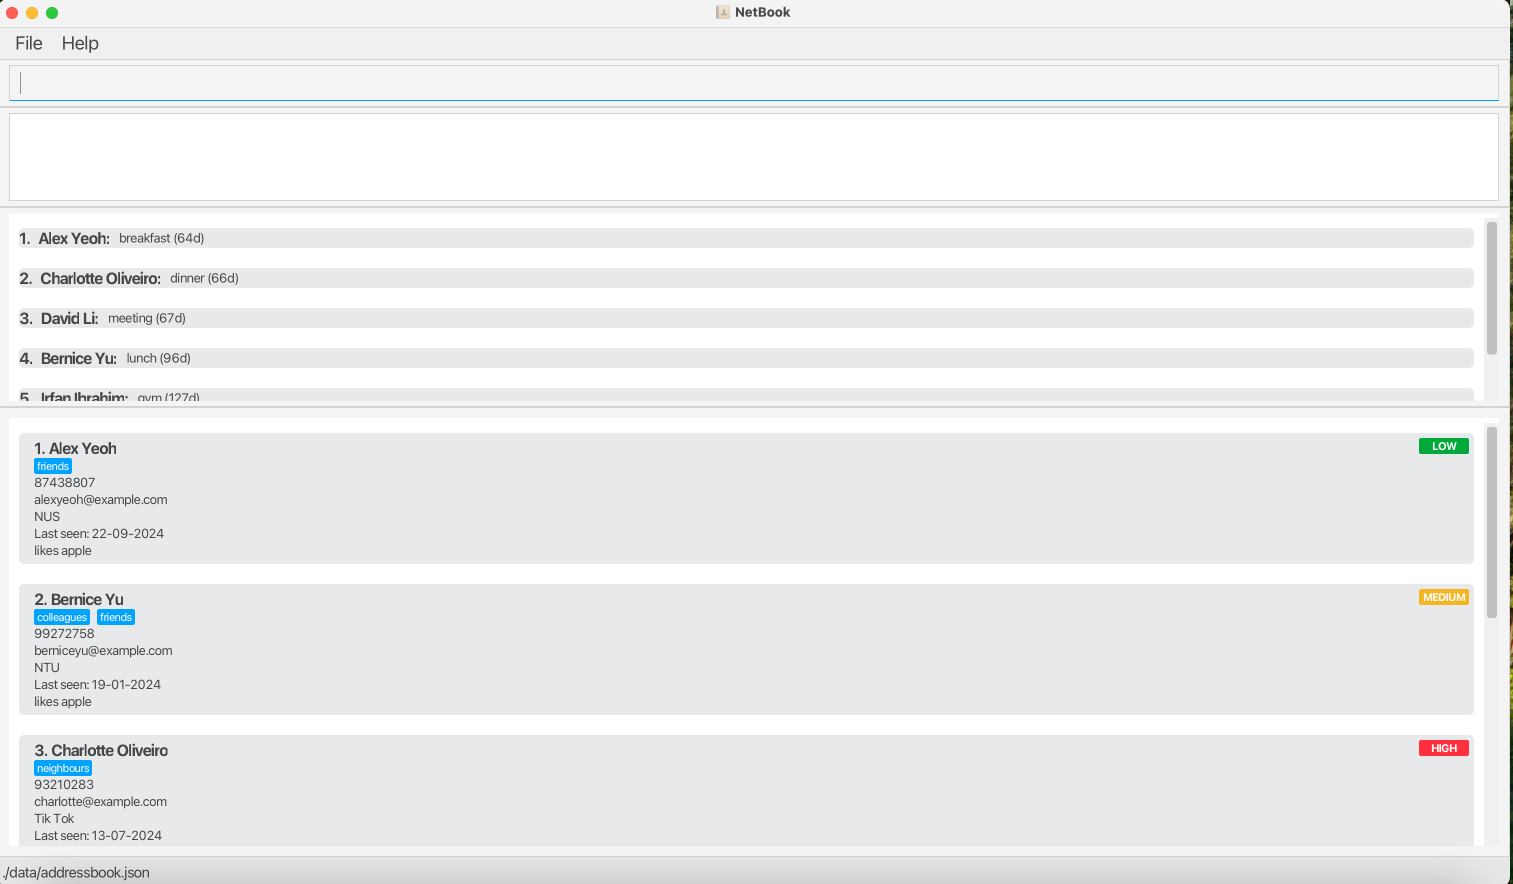 NetBook
File Help
1. Alex Yeoh: breakfast (64d)
2. Charlotte Oliveiro: dinner (66d)
3. David Li: meeting (67d)
4. Bernice Yu: lunch (96d)
5. Irfan Ibrahim: gym (127d)
1. Alex Yeoh
LOW
friends
87438807
alexyeoh@example.com
NUS
Last seen: 22-09-2024
likes apple
2. Bernice Yu
MEDIUM
colleagues friends
99272758
berniceyu@example.com
NTU
Last seen: 19-01-2024
likes apple
3. Charlotte Oliveiro
HIGH
neighbours
93210283
charlotte@example.com
Tik Tok
Last seen: 13-07-2024
./data/addressbook.json